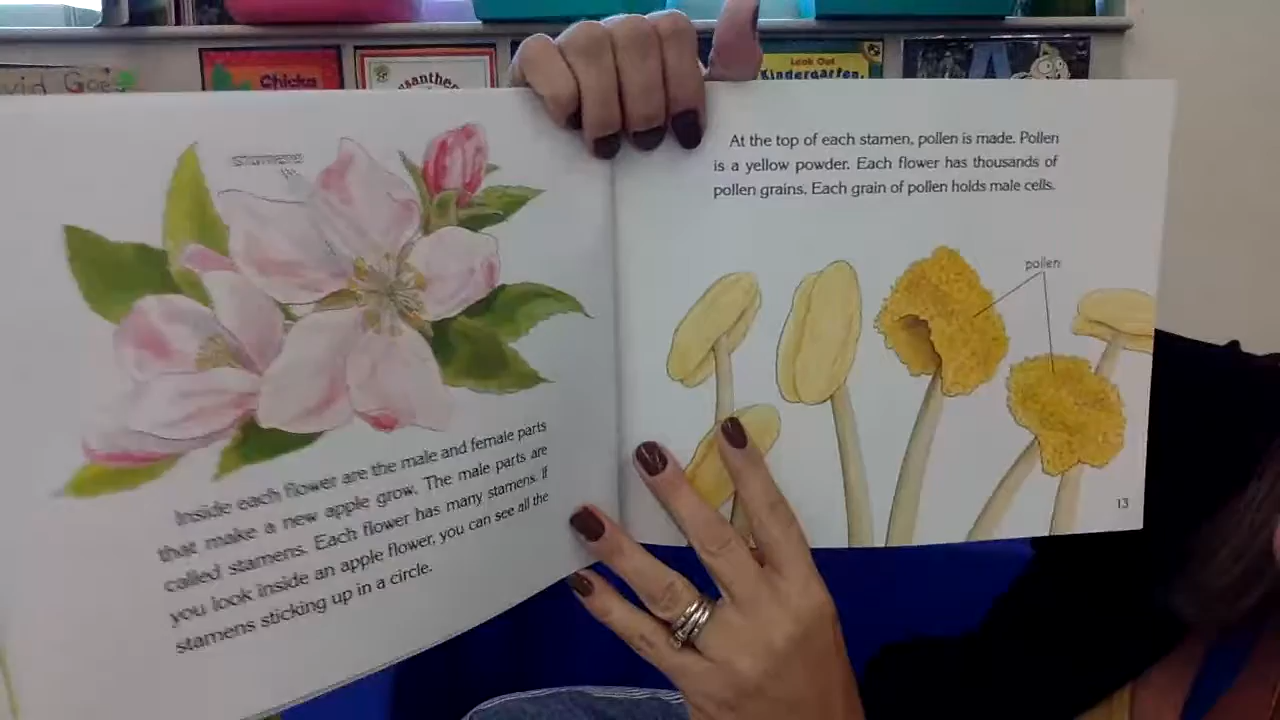 vid Goes
Chicka
usanthe
Look Out
Kindergarten,
A
stamens
Inside each flower are the male and female parts
that make a new apple grow. The male parts are
called stamens. Each flower has many stamens. If
you look inside an apple flower, you can see all the
stamens sticking up in a circle.
At the top of each stamen, pollen is made. Pollen
is a yellow powder. Each flower has thousands of
pollen grains. Each grain of pollen holds male cells.
pollen
13